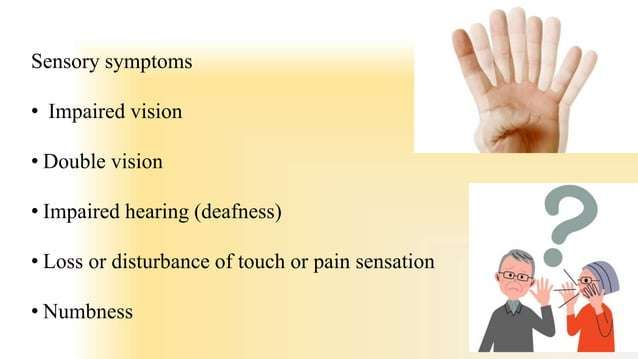 Sensory symptoms
• Impaired vision
• Double vision
• Impaired hearing (deafness)
• Loss or disturbance of touch or pain sensation
• Numbness
?